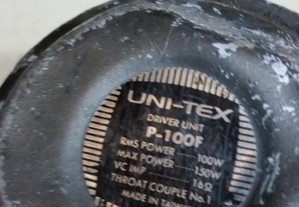 UNI-TEX
DRIVER UNIT
P-100F
RMS POWER 100W
MAX POWER 150W
VC IMP 16Ω
THROAT COUPLE No.1
MADE IN TAIWAN